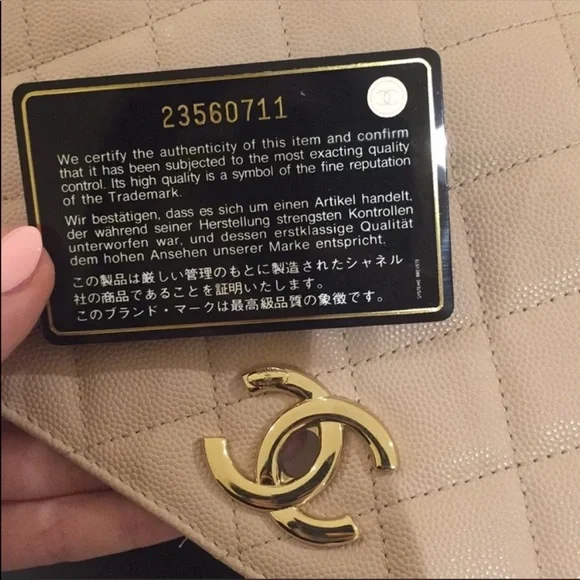 23560711
We certify the authenticity of this item and confirm
that it has been subjected to the most exacting quality
control. Its high quality is a symbol of the fine reputation
of the Trademark.
Wir bestätigen, dass es sich um einen Artikel handelt,
der während seiner Herstellung strengsten Kontrollen
unterworfen war, und dessen erstklassige Qualität
dem hohen Ansehen unserer Marke entspricht.
この製品は厳しい管理のもとに製造されたシャネル
社の商品であることを証明いたします。
このブランド・マークは最高級品質の象徴です。